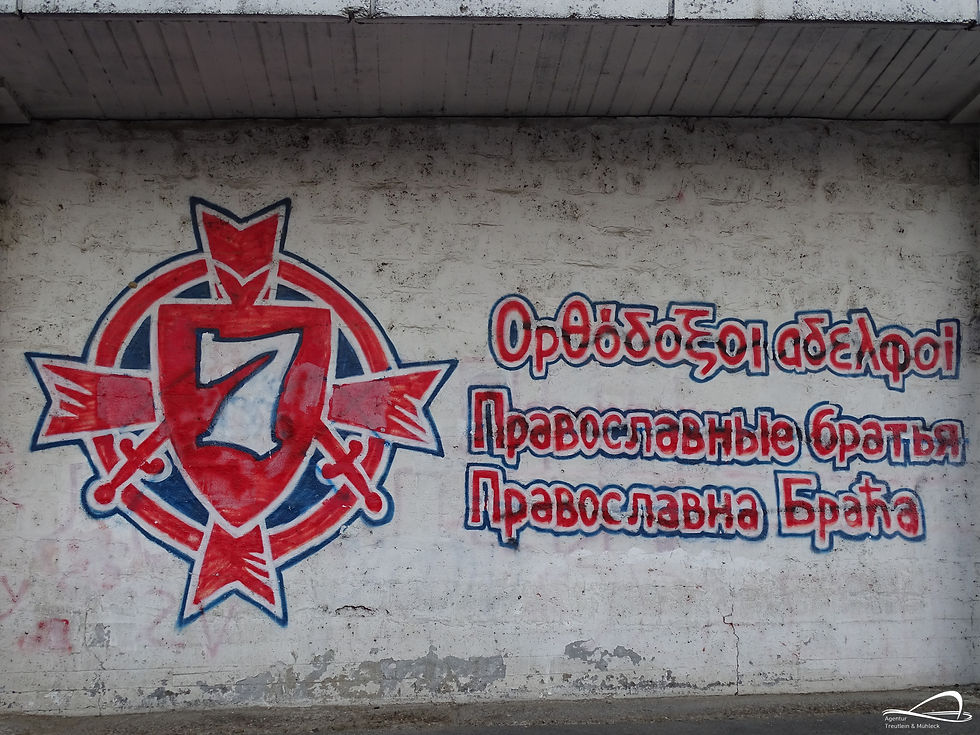 7
Ορθόδοξοι αδελφοί
Православные братья
Православна Браћа
Agentur
Treutlein & Mühleck